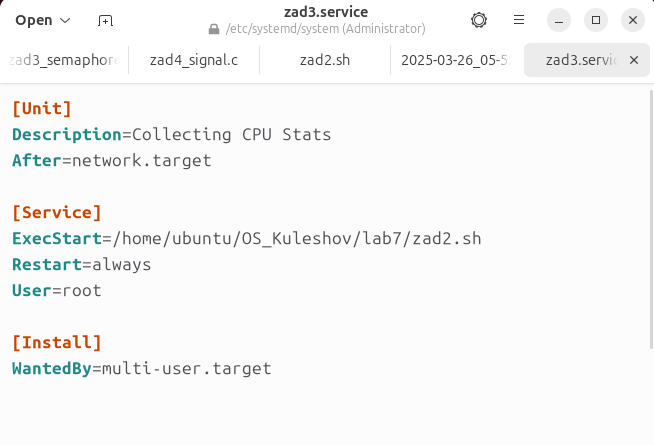 zad3.service
Open
/etc/systemd/system (Administrator)
zad3_semaphore
zad4_signal.c
zad2.sh
2025-03-26_05-5
zad3.servic
[Unit]
Description=Collecting CPU Stats
After=network.target
[Service]
ExecStart=/home/ubuntu/OS_Kuleshov/lab7/zad2.sh
Restart=always
User=root
[Install]
WantedBy=multi-user.target